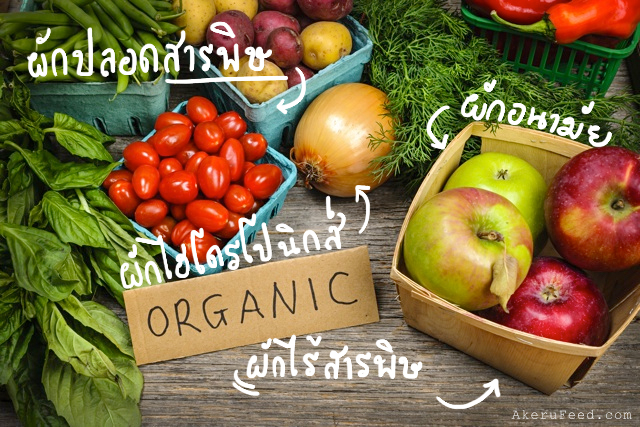 ผักปลอดสารพิษ
ผักอนามัย
ผักไฮโดรโปนิกส์
ORGANIC
ผักไร้สารพิษ
AkeruFeed.com